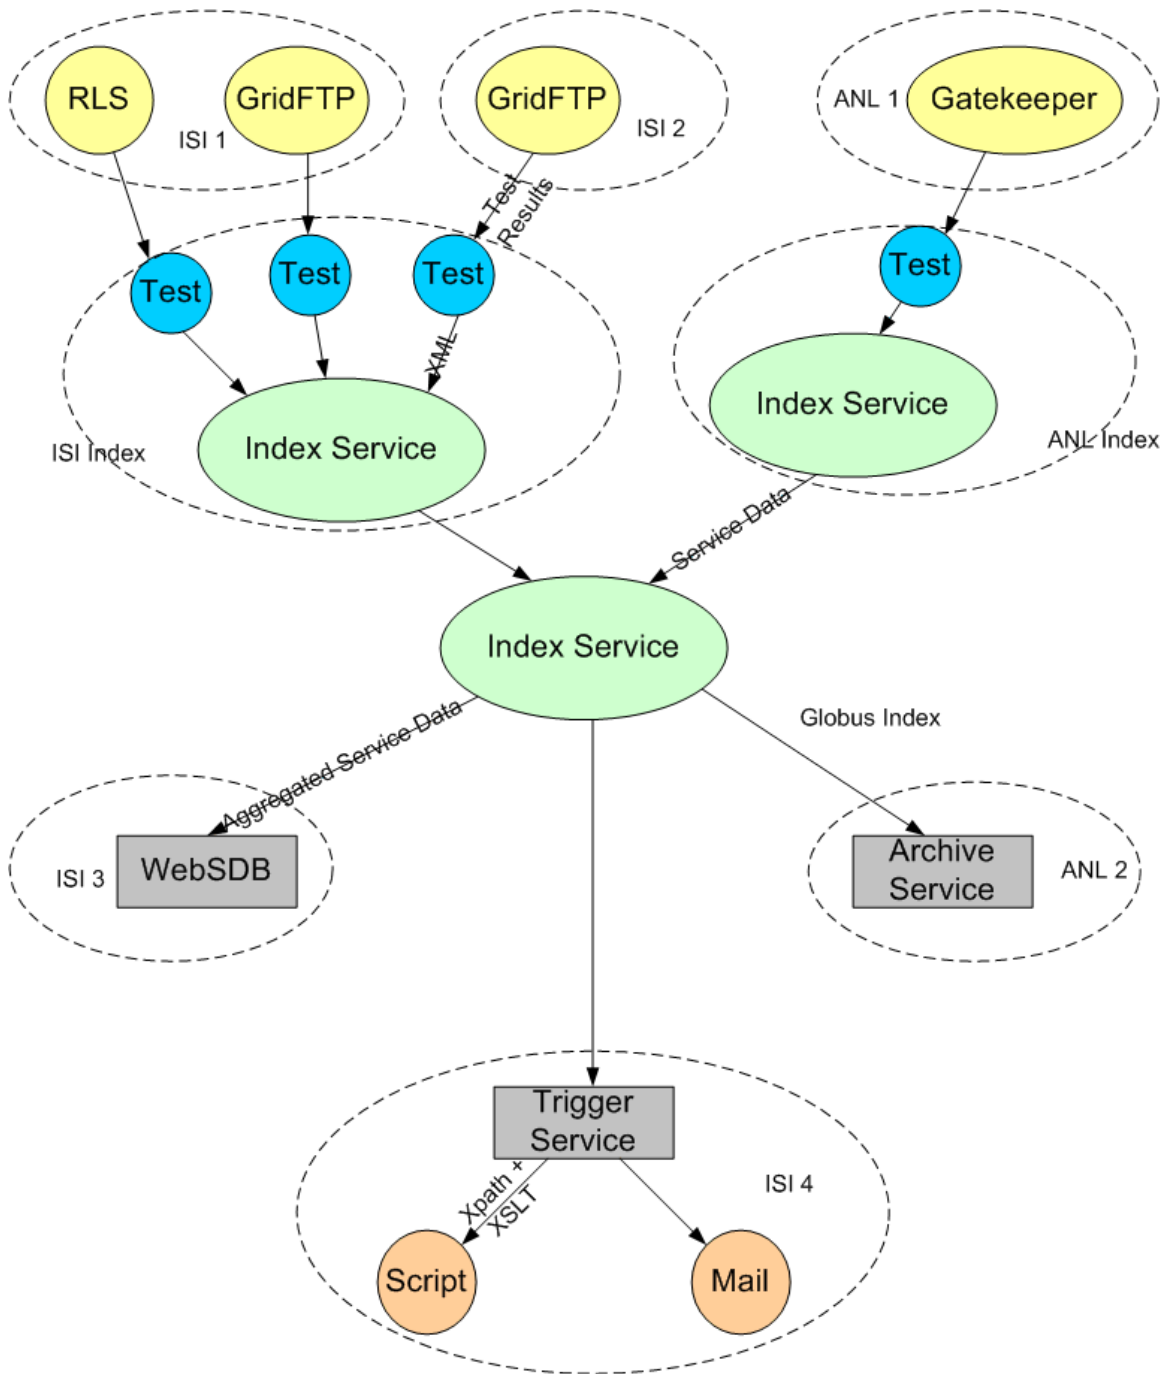 RLS
GridFTP
ISI 1
GridFTP
ISI 2
ANL 1
Gatekeeper
Test
Results
Test
Test
Test
Test
XML
Index Service
ISI Index
Index Service
ANL Index
Service Data
Index Service
Aggregated Service Data
Globus Index
WebSDB
ISI 3
Archive
Service
ANL 2
Trigger
Service
Xpath +
XSLT
ISI 4
Script
Mail